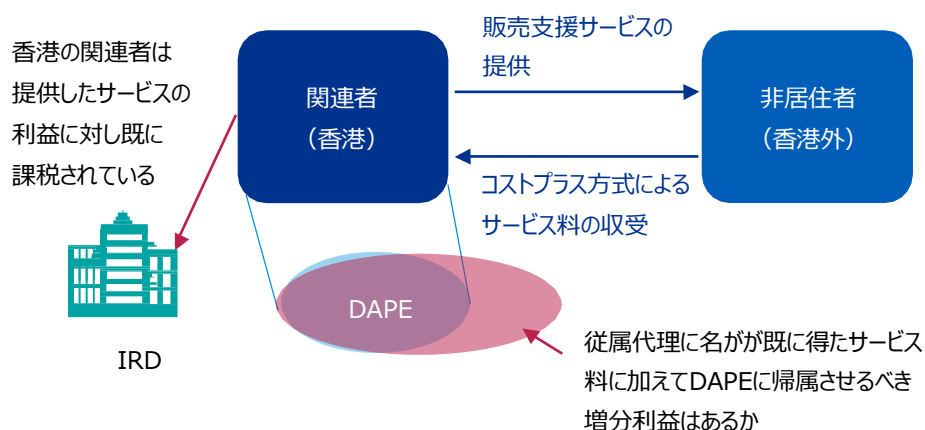 香港の関連者は
提供したサービスの
利益に対し既に
課税されている
関連者
（香港）
販売支援サービスの
提供
非居住者
（香港外）
コストプラス方式による
サービス料の収受
DAPE
IRD
従属代理に名がが既に得たサービス
料に加えてDAPEに帰属させるべき
増分利益はあるか